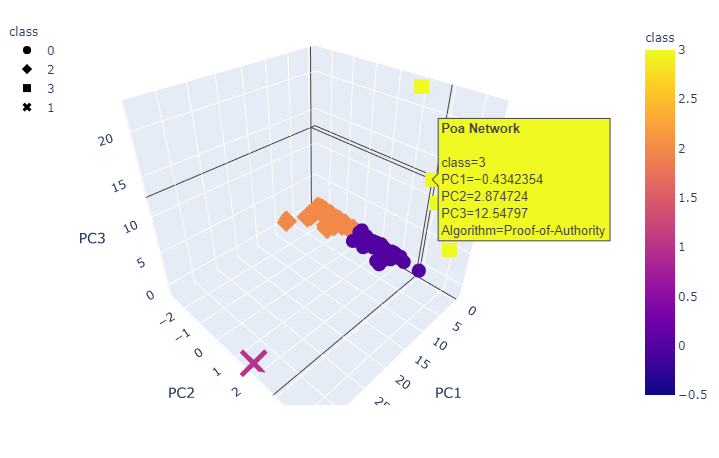 class
0
2
3
1
class
3
2.5
2
1.5
1
0.5
0
−0.5
Poa Network
class=3
PC1=−0.4342354
PC2=2.874724
PC3=12.54797
Algorithm=Proof-of-Authority
PC3
20
15
10
5
0
PC2
−2
−1
0
1
2
PC1
0
5
10
15
20
25